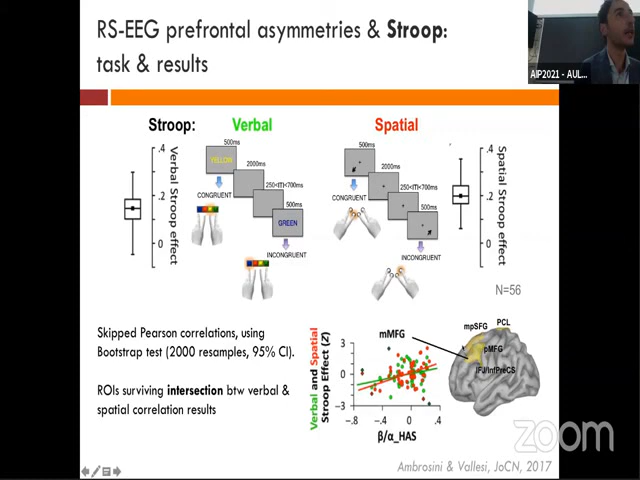 RS-EEG prefrontal asymmetries & Stroop:
task & results
AIP2021 - AUL...
Stroop: Verbal Spatial
.4
.2
0
Verbal Stroop effect
500ms
YELLOW
2000ms
250<ITI<700ms
500ms
CONGRUENT
GREEN
INCONGRUENT
500ms
2000ms
250<ITI<700ms
500ms
CONGRUENT
INCONGRUENT
.4
.2
0
Spatial Stroop effect
N=56
Skipped Pearson correlations, using
Bootstrap test (2000 resamples, 95% CI).
ROIs surviving intersection btw verbal &
spatial correlation results
Verbal and Spatial
Stroop Effect (Z)
3
0
−3
−.8 −.4 0 .4
β/α_HAS
mMFG
mpSFG
PCL
pMFG
IFJ/InfPreCS
zoom
Ambrosini & Vallesi, JoCN, 2017